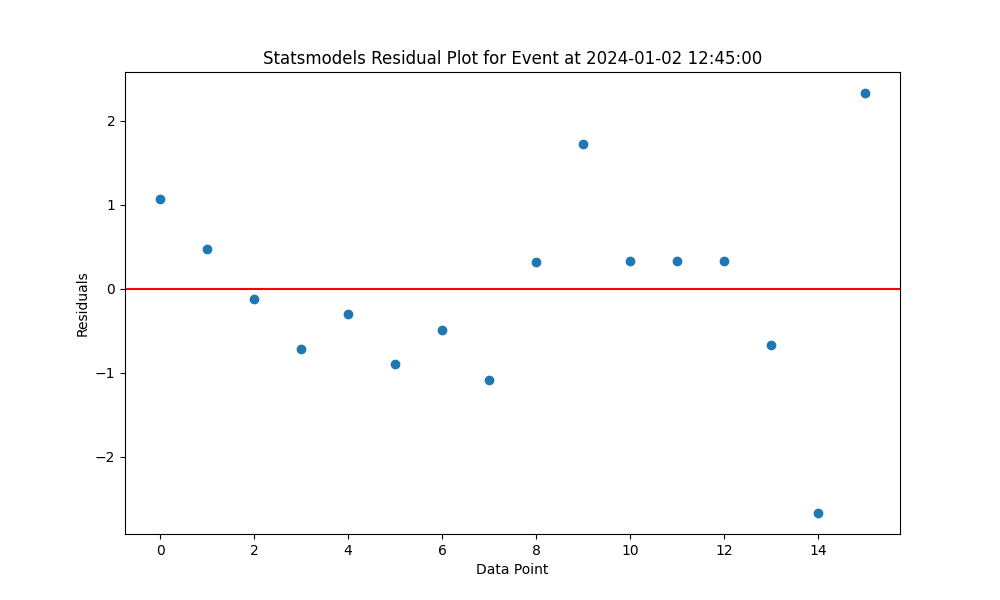 Statsmodels Residual Plot for Event at 2024-01-02 12:45:00
2
1
0
−1
−2
Residuals
0 2 4 6 8 10 12 14
Data Point